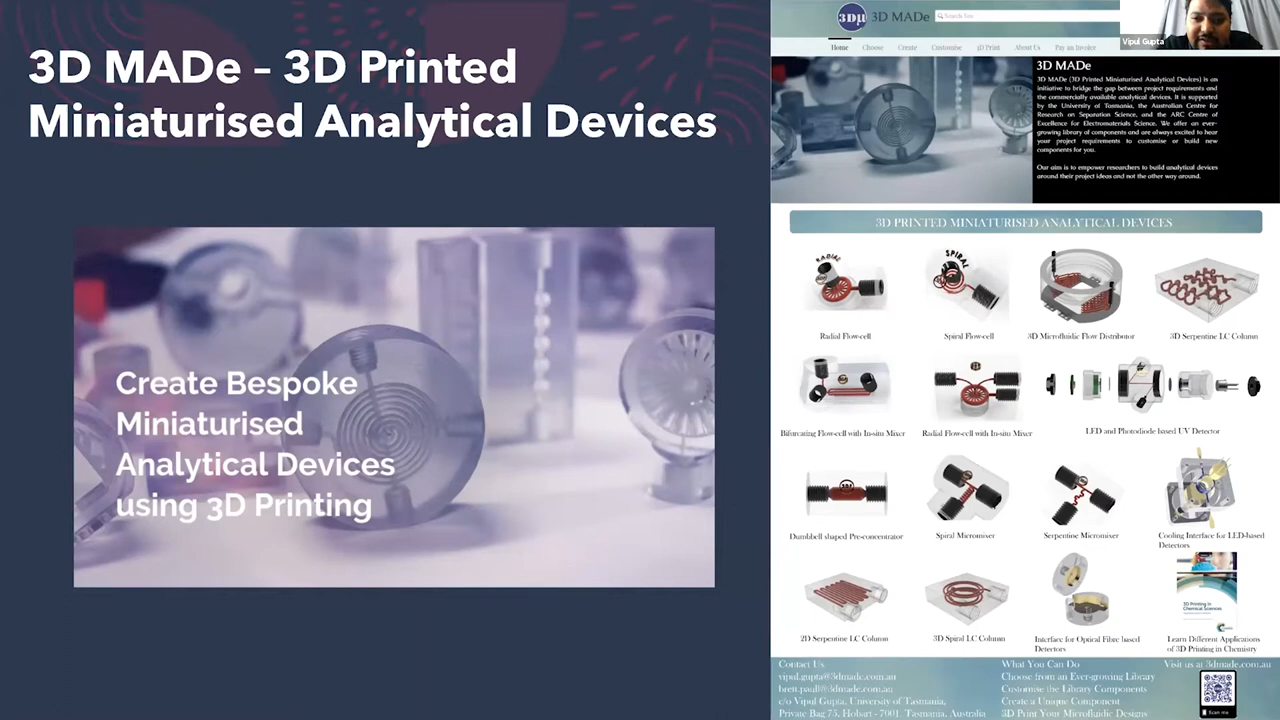 3D MADe – 3D Printed
Miniaturised Analytical Devices
Create Bespoke
Miniaturised
Analytical Devices
using 3D Printing
3Dμ
3D MADe
Search Site
Home Choose Create Customise 3D Print About Us Pay an Invoice
Vipul Gupta
3D MADe
3D MADe (3D Printed Miniaturised Analytical Devices) is an
initiative to bridge the gap between project requirements and
the commercially available analytical devices. It is supported
by the University of Tasmania, the Australian Centre for
Research on Separation Science, and the ARC Centre of
Excellence for Electromaterials Science. We offer an ever-
growing library of components and are always excited to hear
your project requirements to customise or build new
components for you.
Our aim is to empower researchers to build analytical devices
around their project ideas and not the other way around.
3D PRINTED MINIATURISED ANALYTICAL DEVICES
RADIAL
SPIRAL
Radial Flow-cell
Spiral Flow-cell
3D Microfluidic Flow Distributor
3D Serpentine LC Column
Bifurcating Flow-cell with In-situ Mixer
Radial Flow-cell with In-situ Mixer
LED and Photodiode based UV Detector
Dumbbell shaped Pre-concentrator
Spiral Micromixer
Serpentine Micromixer
Cooling Interface for LED-based
Detectors
3D Printing in
Chemical Sciences
2D Serpentine LC Column
3D Spiral LC Column
Interface for Optical Fibre based
Detectors
Learn Different Applications
of 3D Printing in Chemistry
Contact Us
vipul.gupta@3dmade.com.au
brett.paull@3dmade.com.au
c/o Vipul Gupta, University of Tasmania,
Private Bag 75, Hobart - 7001, Tasmania, Australia
What You Can Do
Choose from an Ever-growing Library
Customise the Library Components
Create a Unique Component
3D Print Your Microfluidic Designs
Visit us at 3dmade.com.au
Scan me